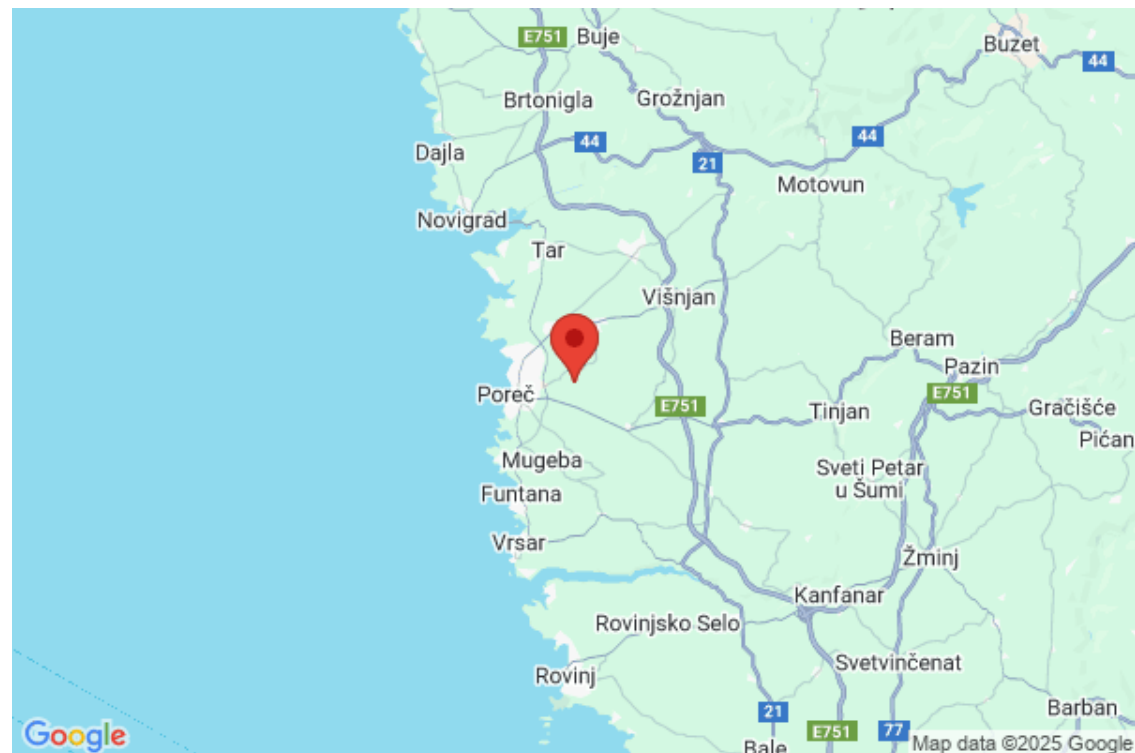 E751
Buje
Buzet
44
Brtonigla
Grožnjan
44
44
Dajla
21
Motovun
Novigrad
Tar
Višnjan
Beram
Pazin
Poreč
E751
E751
Tinjan
Gračišće
Pićan
Mugeba
Sveti Petar
u Šumi
Funtana
Vrsar
Žminj
Kanfanar
Rovinjsko Selo
Svetvinčenat
Rovinj
Barban
21
E751
77
Bale
Google
Map data ©2025 Google